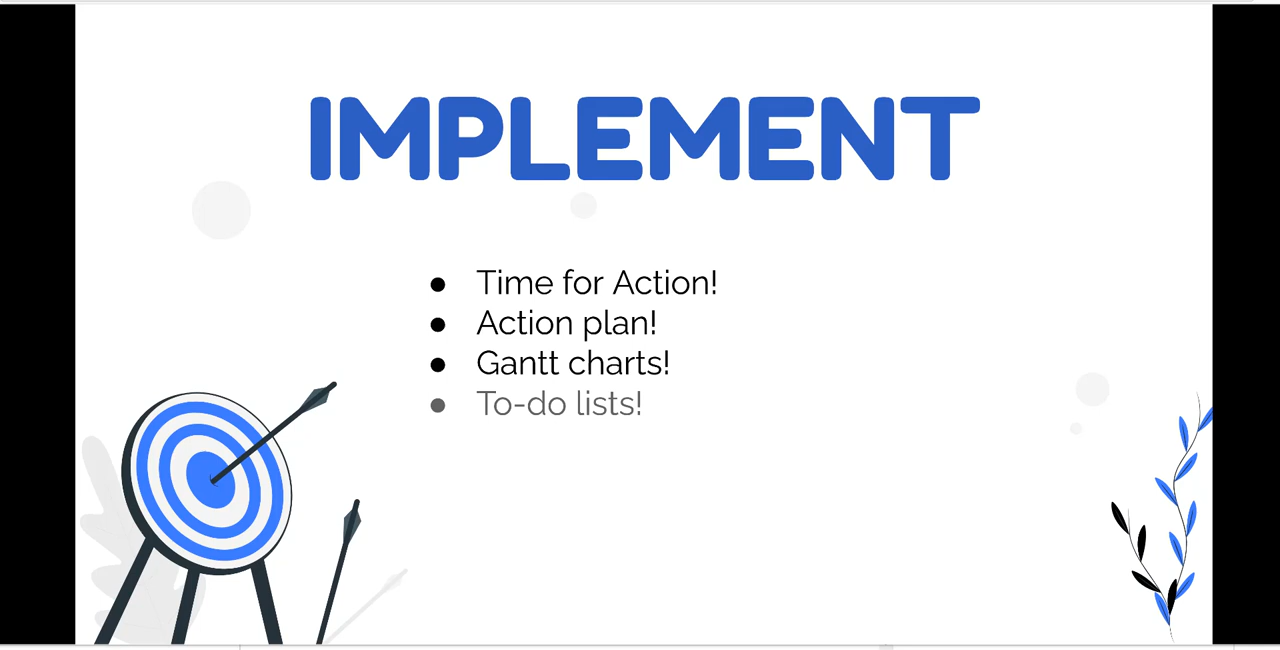 IMPLEMENT
● Time for Action!
● Action plan!
● Gantt charts!
● To-do lists!